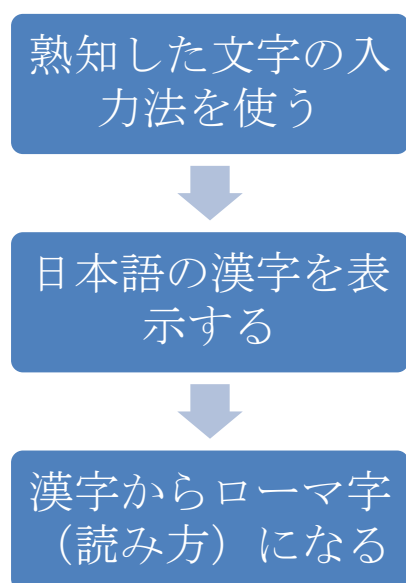 熟知した文字の入
力法を使う
日本語の漢字を表
示する
漢字からローマ字
（読み方）になる